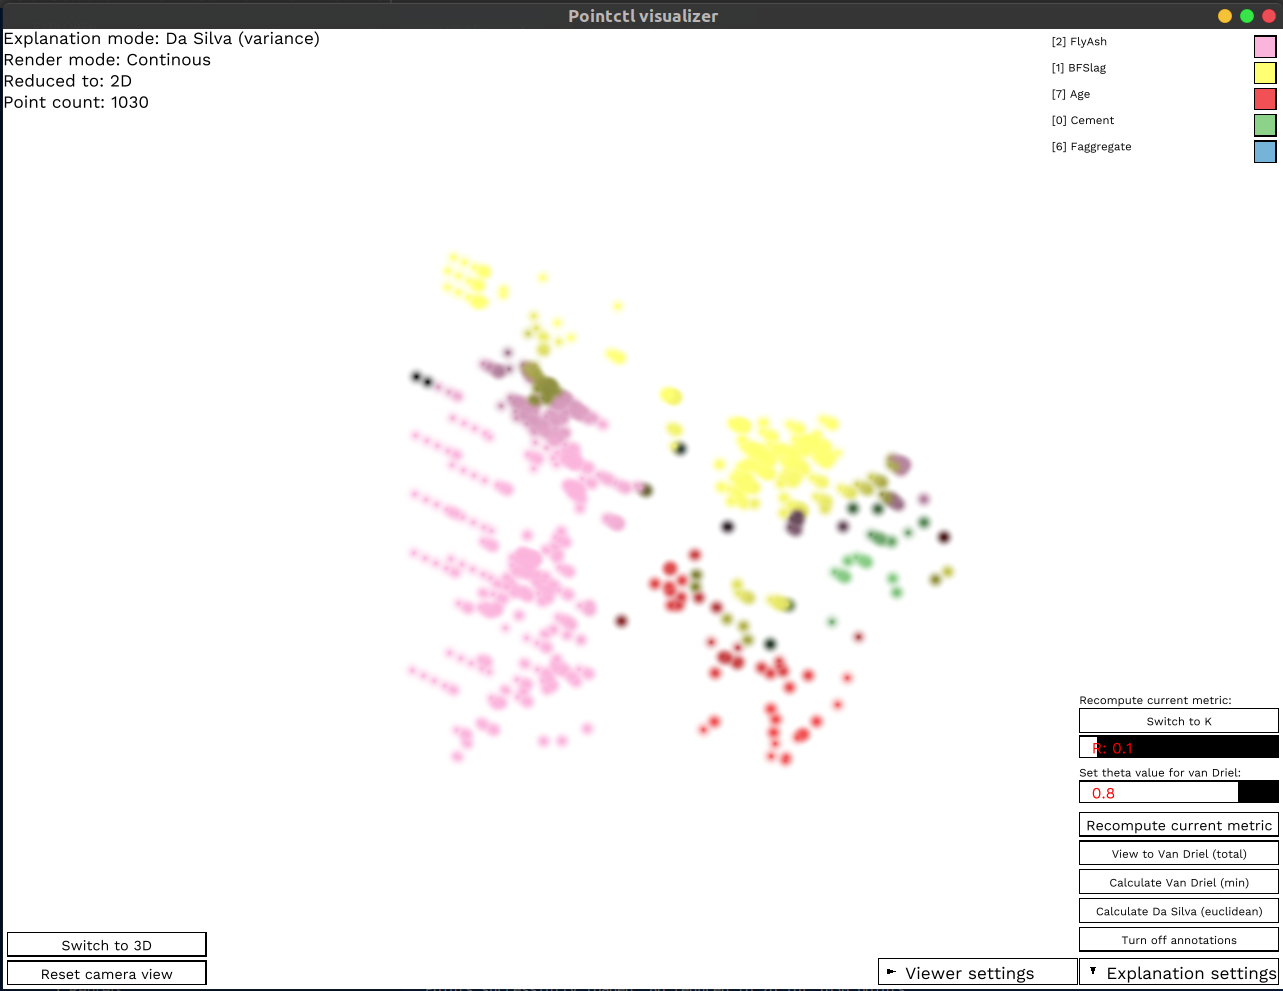 Pointctl visualizer
Explanation mode: Da Silva (variance)
Render mode: Continous
Reduced to: 2D
Point count: 1030
[2] FlyAsh
[1] BFSlag
[7] Age
[0] Cement
[6] Faggregate
Recompute current metric:
Switch to K
R: 0.1
Set theta value for van Driel:
0.8
Recompute current metric
View to Van Driel (total)
Calculate Van Driel (min)
Calculate Da Silva (euclidean)
Turn off annotations
Switch to 3D
Reset camera view
Viewer settings
Explanation settings